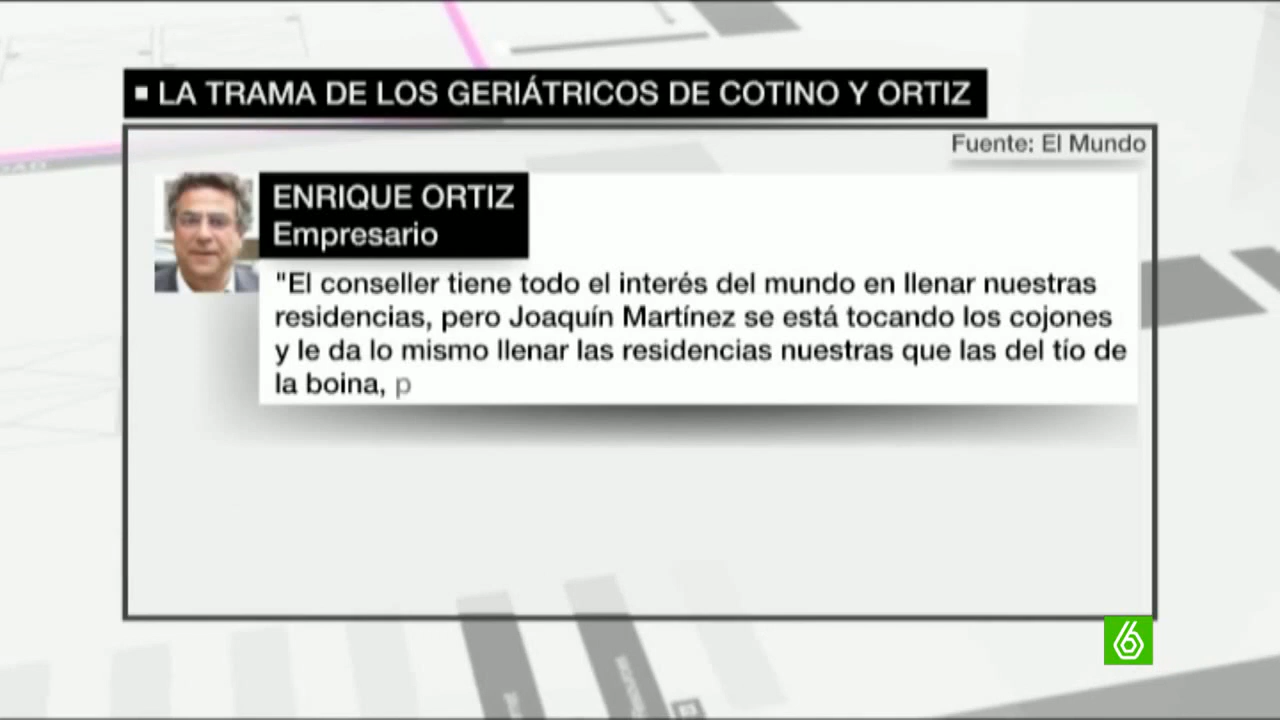 LA TRAMA DE LOS GERIÁTRICOS DE COTINO Y ORTIZ
Fuente: El Mundo
ENRIQUE ORTIZ
Empresario
"El conseller tiene todo el interés del mundo en llenar nuestras
residencias, pero Joaquín Martínez se está tocando los cojones
y le da lo mismo llenar las residencias nuestras que las del tío de
la boina, p